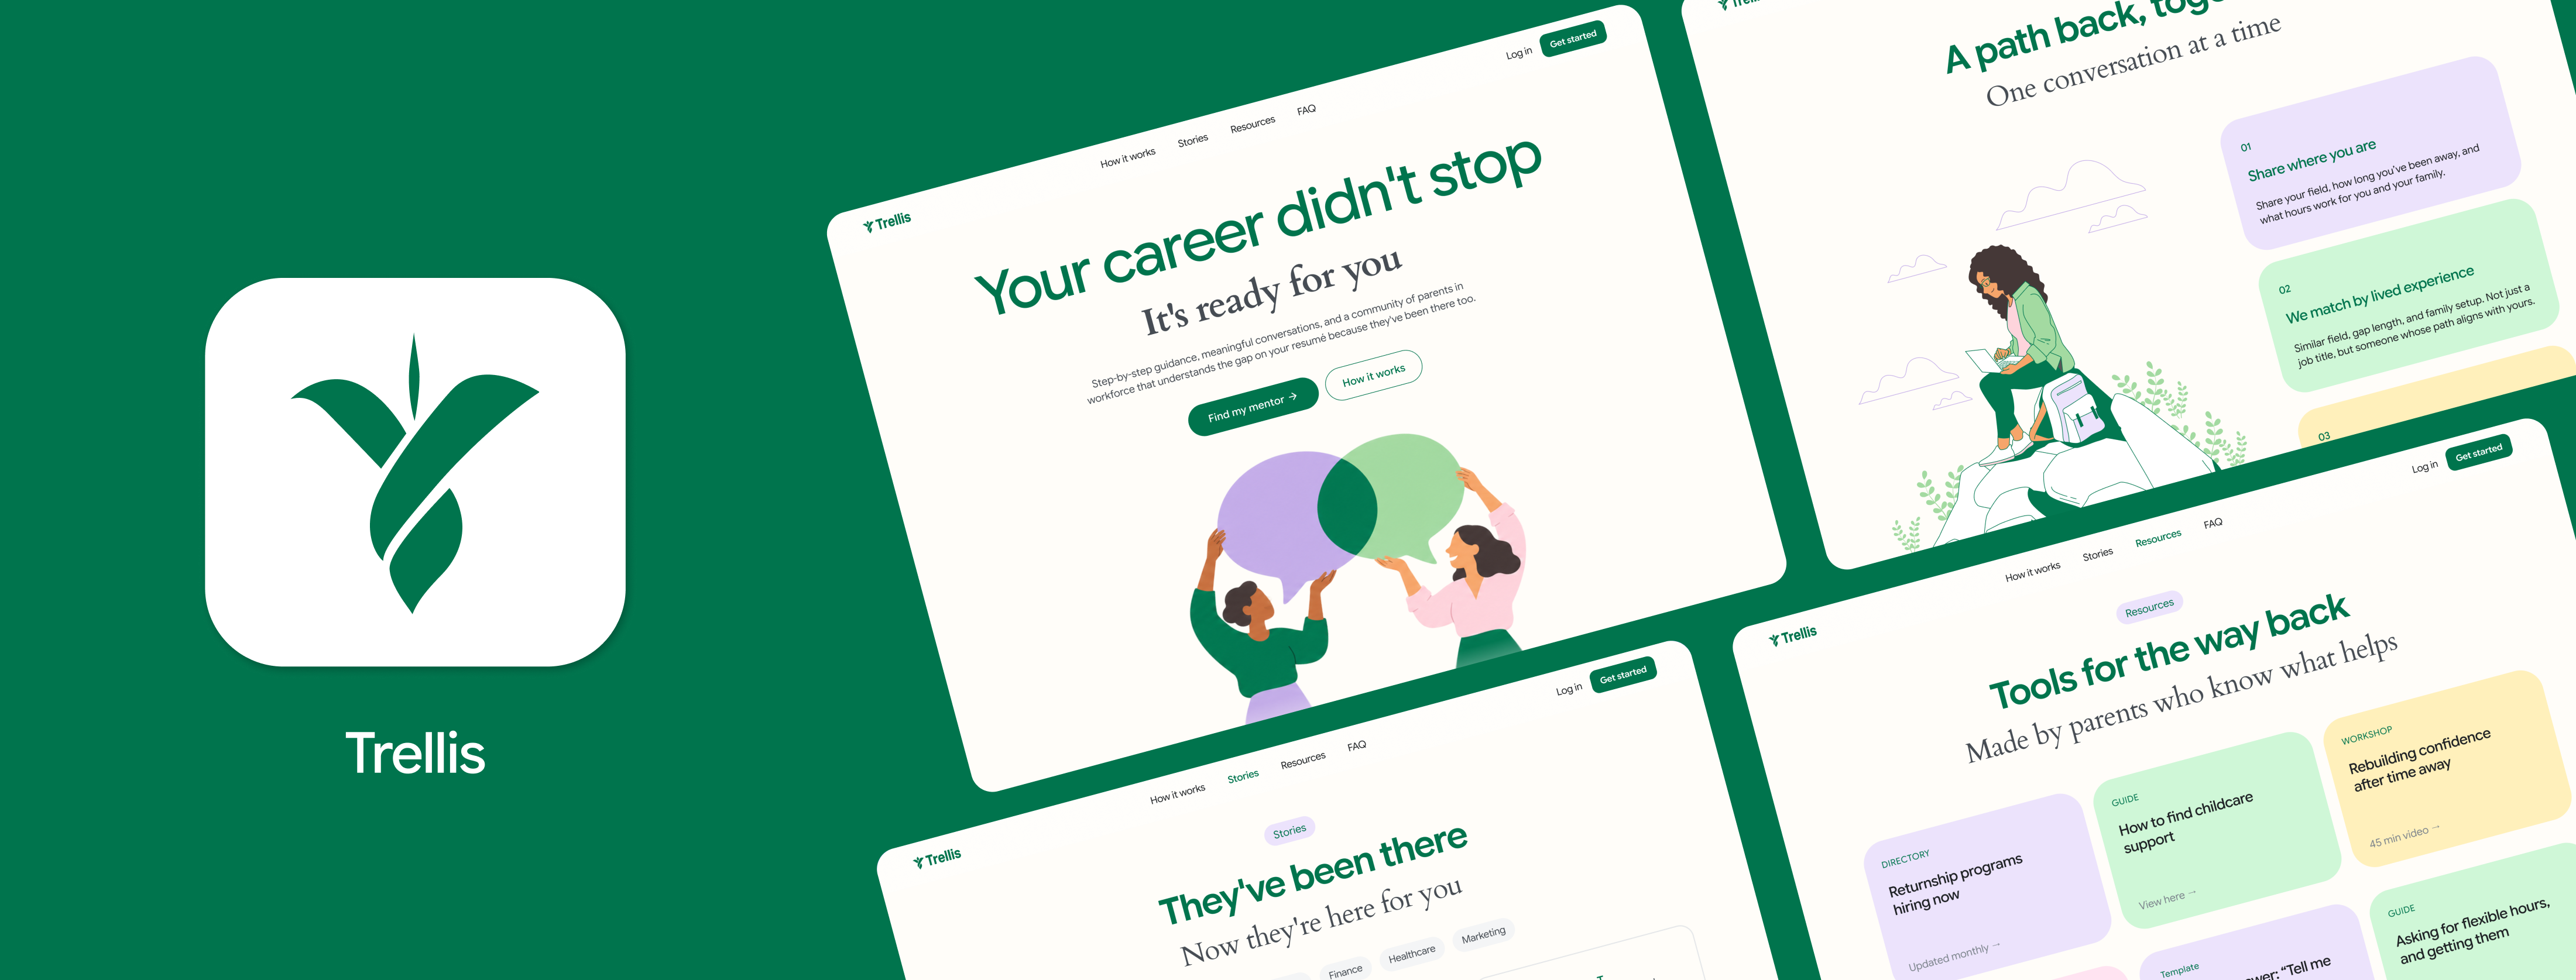 Trellis
Trellis
Log in
Get started
How it works
Stories
Resources
FAQ
Your career didn't stop
It's ready for you
Step-by-step guidance, meaningful conversations, and a community of parents in
workforce that understands the gap on your resumé because they've been there too.
Find my mentor →
How it works
A path back,
One conversation at a time
01
Share where you are
Share your field, how long you've been away, and
what hours work for you and your family.
02
We match by lived experience
Similar field, gap length, and family setup. Not just a
job title, but someone whose path aligns with yours.
03
Trellis
Log in
Get started
How it works
Stories
Resources
FAQ
Stories
They've been there
Now they're here for you
Finance
Healthcare
Marketing
Trellis
Log in
Get started
How it works
Stories
Resources
FAQ
Resources
Tools for the way back
Made by parents who know what helps
DIRECTORY
Returnship programs
hiring now
Updated monthly →
GUIDE
How to find childcare
support
View here →
WORKSHOP
Rebuilding confidence
after time away
45 min video →
Template
“Tell me
GUIDE
Asking for flexible hours,
and getting them